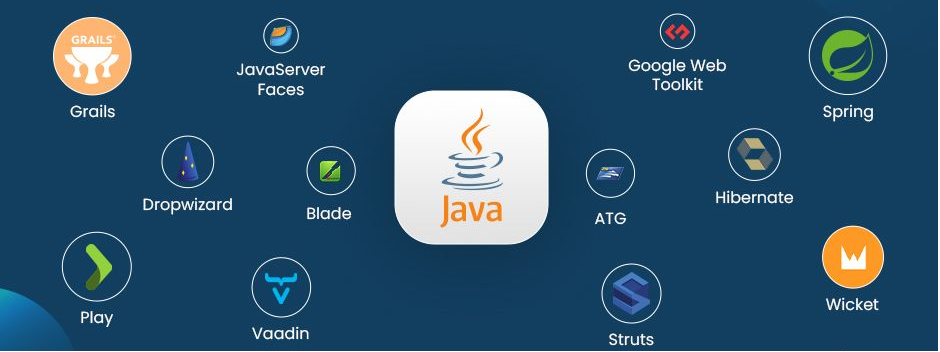 GRAILS
Grails
JavaServer
Faces
Google Web
Toolkit
Spring
Dropwizard
Blade
Java
ATG
Hibernate
Play
Vaadin
Struts
Wicket